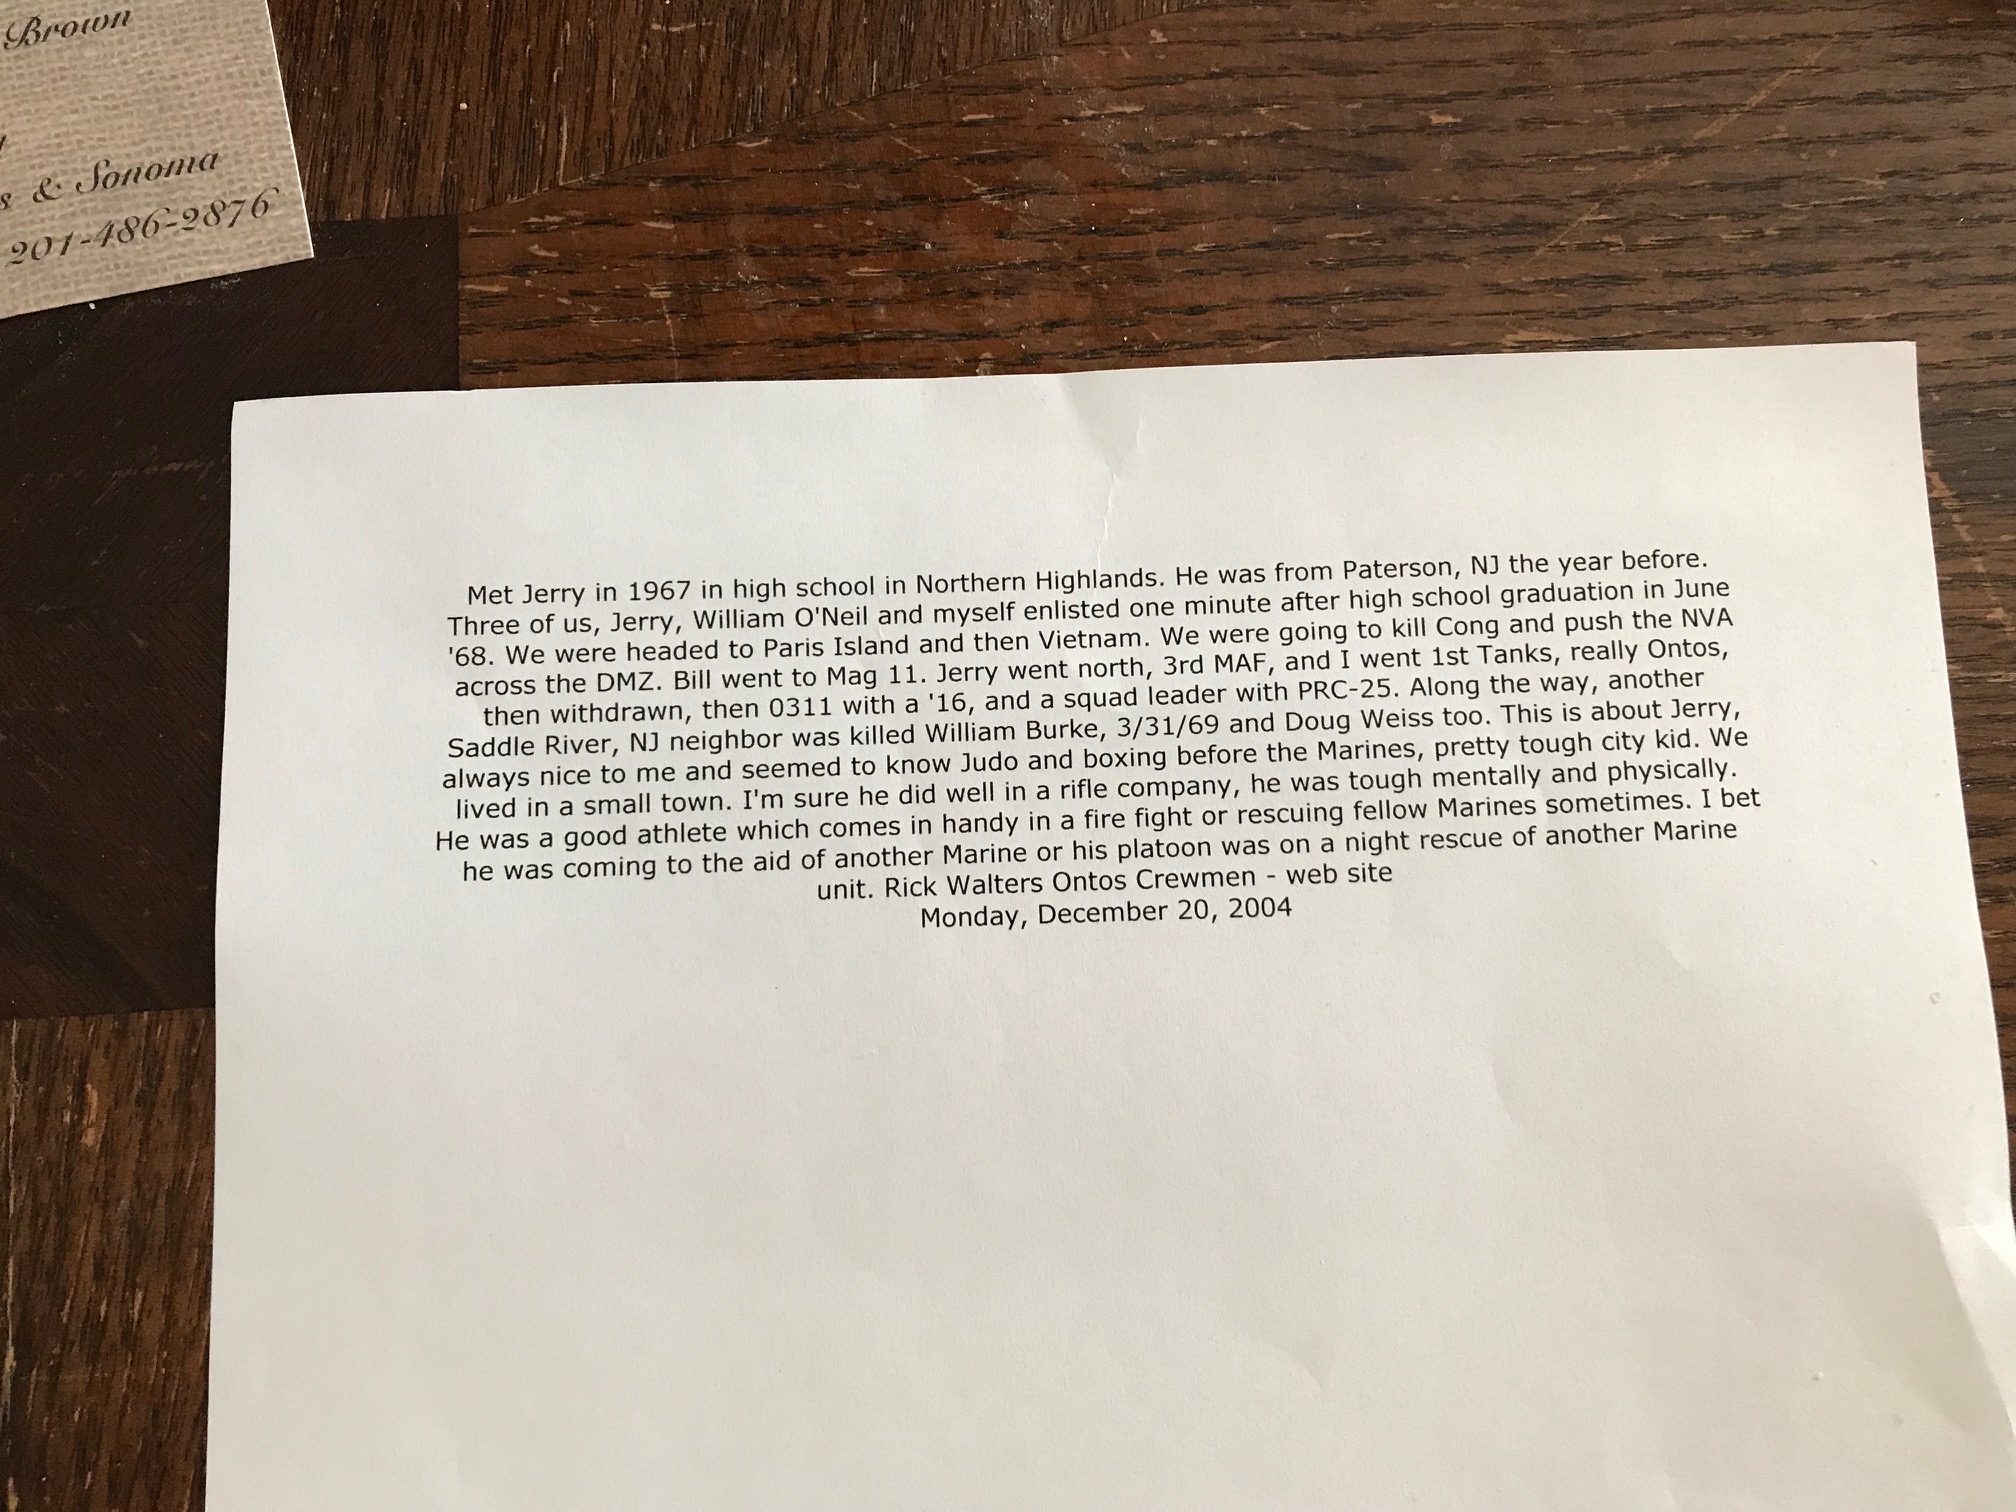 Brown
& Sonoma
201-486-2876
Met Jerry in 1967 in high school in Northern Highlands. He was from Paterson, NJ the year before.
Three of us, Jerry, William O'Neil and myself enlisted one minute after high school graduation in June
'68. We were headed to Paris Island and then Vietnam. We were going to kill Cong and push the NVA
across the DMZ. Bill went to Mag 11. Jerry went north, 3rd MAF, and I went 1st Tanks, really Ontos,
then withdrawn, then 0311 with a '16, and a squad leader with PRC-25. Along the way, another
Saddle River, NJ neighbor was killed William Burke, 3/31/69 and Doug Weiss too. This is about Jerry,
always nice to me and seemed to know Judo and boxing before the Marines, pretty tough city kid. We
lived in a small town. I'm sure he did well in a rifle company, he was tough mentally and physically.
He was a good athlete which comes in handy in a fire fight or rescuing fellow Marines sometimes. I bet
he was coming to the aid of another Marine or his platoon was on a night rescue of another Marine
unit. Rick Walters Ontos Crewmen - web site
Monday, December 20, 2004